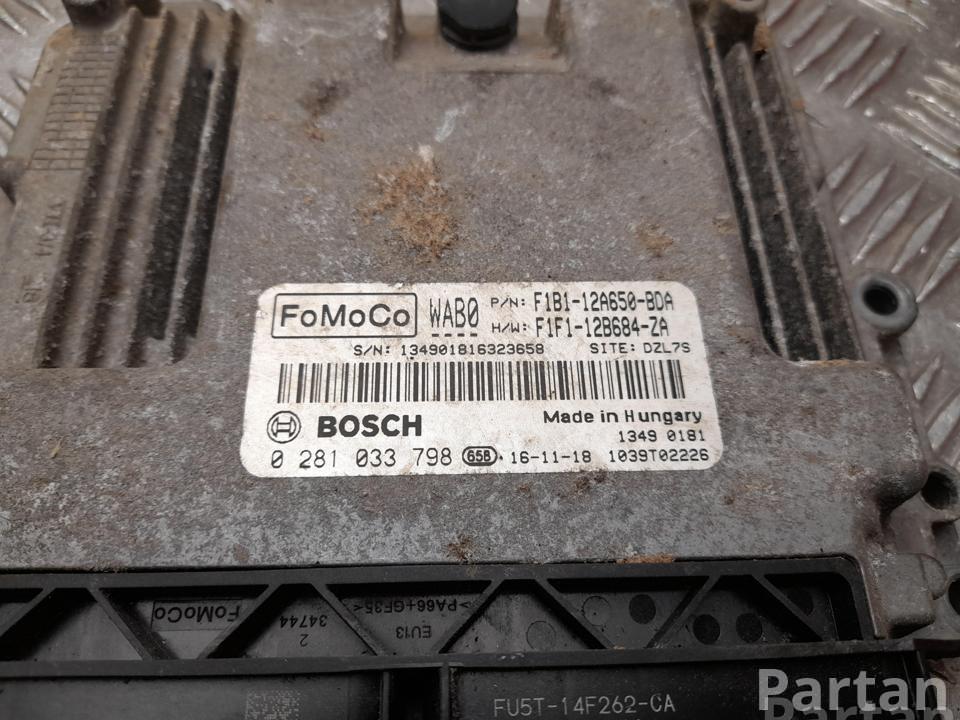 FoMoCo WAB0 P/N: F1B1-12A650-BDA
H/W: F1F1-12B684-ZA
S/N: 134901816323658 SITE: DZL7S
BOSCH Made in Hungary
1349 0181
0 281 033 798 65B 16-11-18 1039T02226
FoMoCo
2
34744
>PA66+GF35<
EU13
FU5T-14F262-CA
Partan
Partan